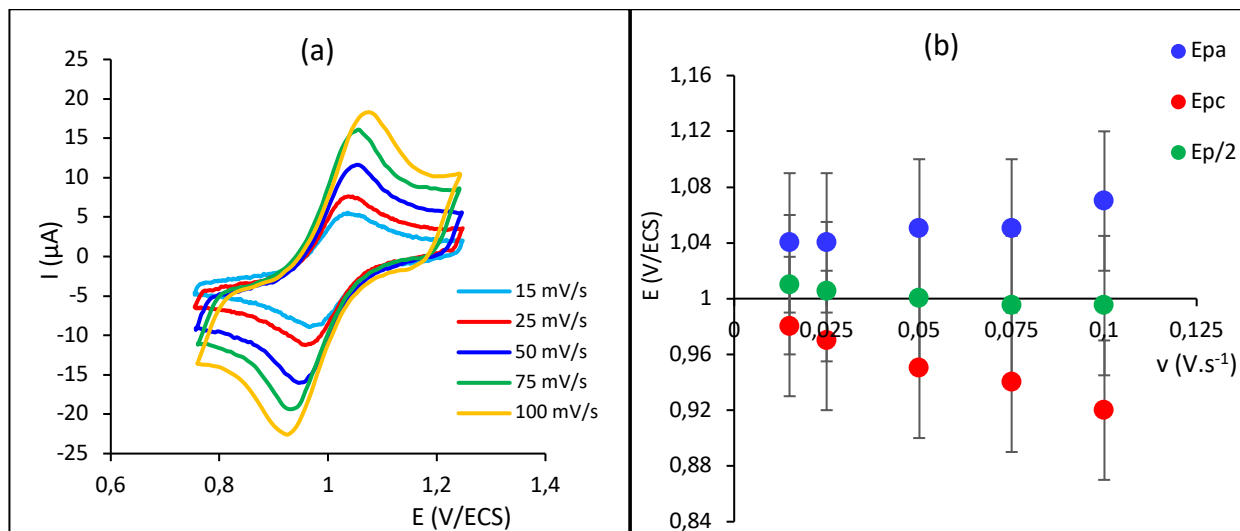 (a)
25
20
15
10
5
0
-5
-10
-15
-20
-25
I (µA)
0,6
0,8
1
1,2
1,4
E (V/ECS)
15 mV/s
25 mV/s
50 mV/s
75 mV/s
100 mV/s
(b)
Epa
Epc
Ep/2
1,16
1,12
1,08
1,04
1
0,96
0,92
0,88
0,84
E (V/ECS)
0
0,025
0,05
0,075
0,1
0,125
v (V.s⁻¹)